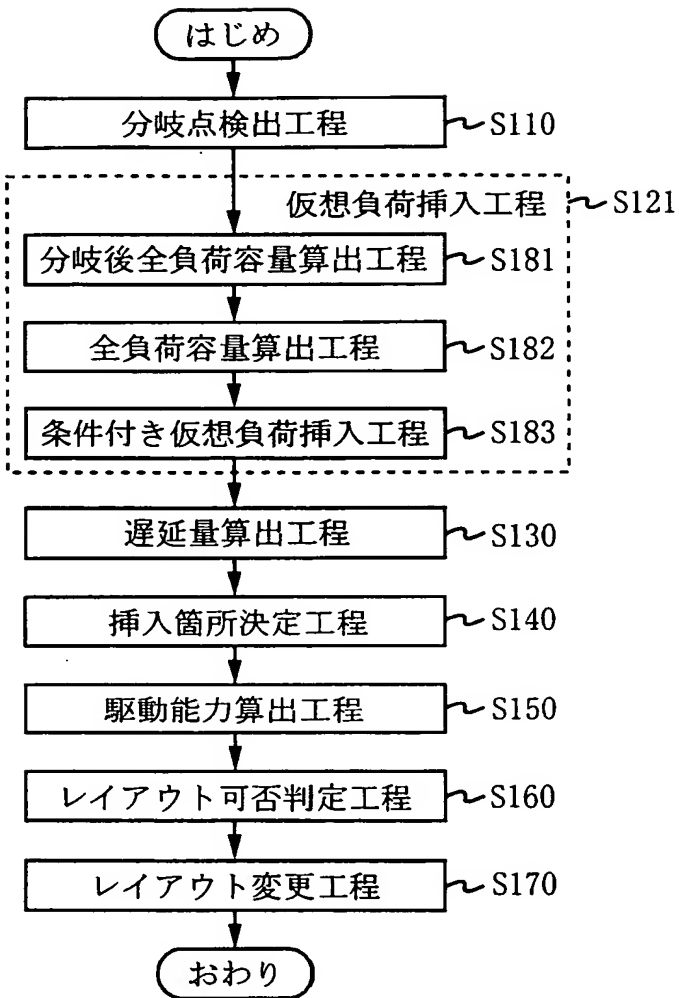 はじめ
分岐点検出工程 S110
仮想負荷挿入工程 S121
分岐後全負荷容量算出工程 S181
全負荷容量算出工程 S182
条件付き仮想負荷挿入工程 S183
遅延量算出工程 S130
挿入箇所決定工程 S140
駆動能力算出工程 S150
レイアウト可否判定工程 S160
レイアウト変更工程 S170
おわり